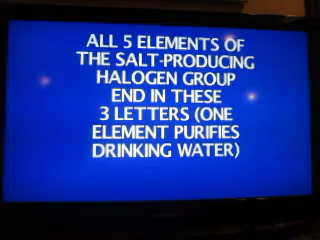 ALL 5 ELEMENTS OF
THE SALT-PRODUCING
HALOGEN GROUP
END IN THESE
3 LETTERS (ONE
ELEMENT PURIFIES
DRINKING WATER)